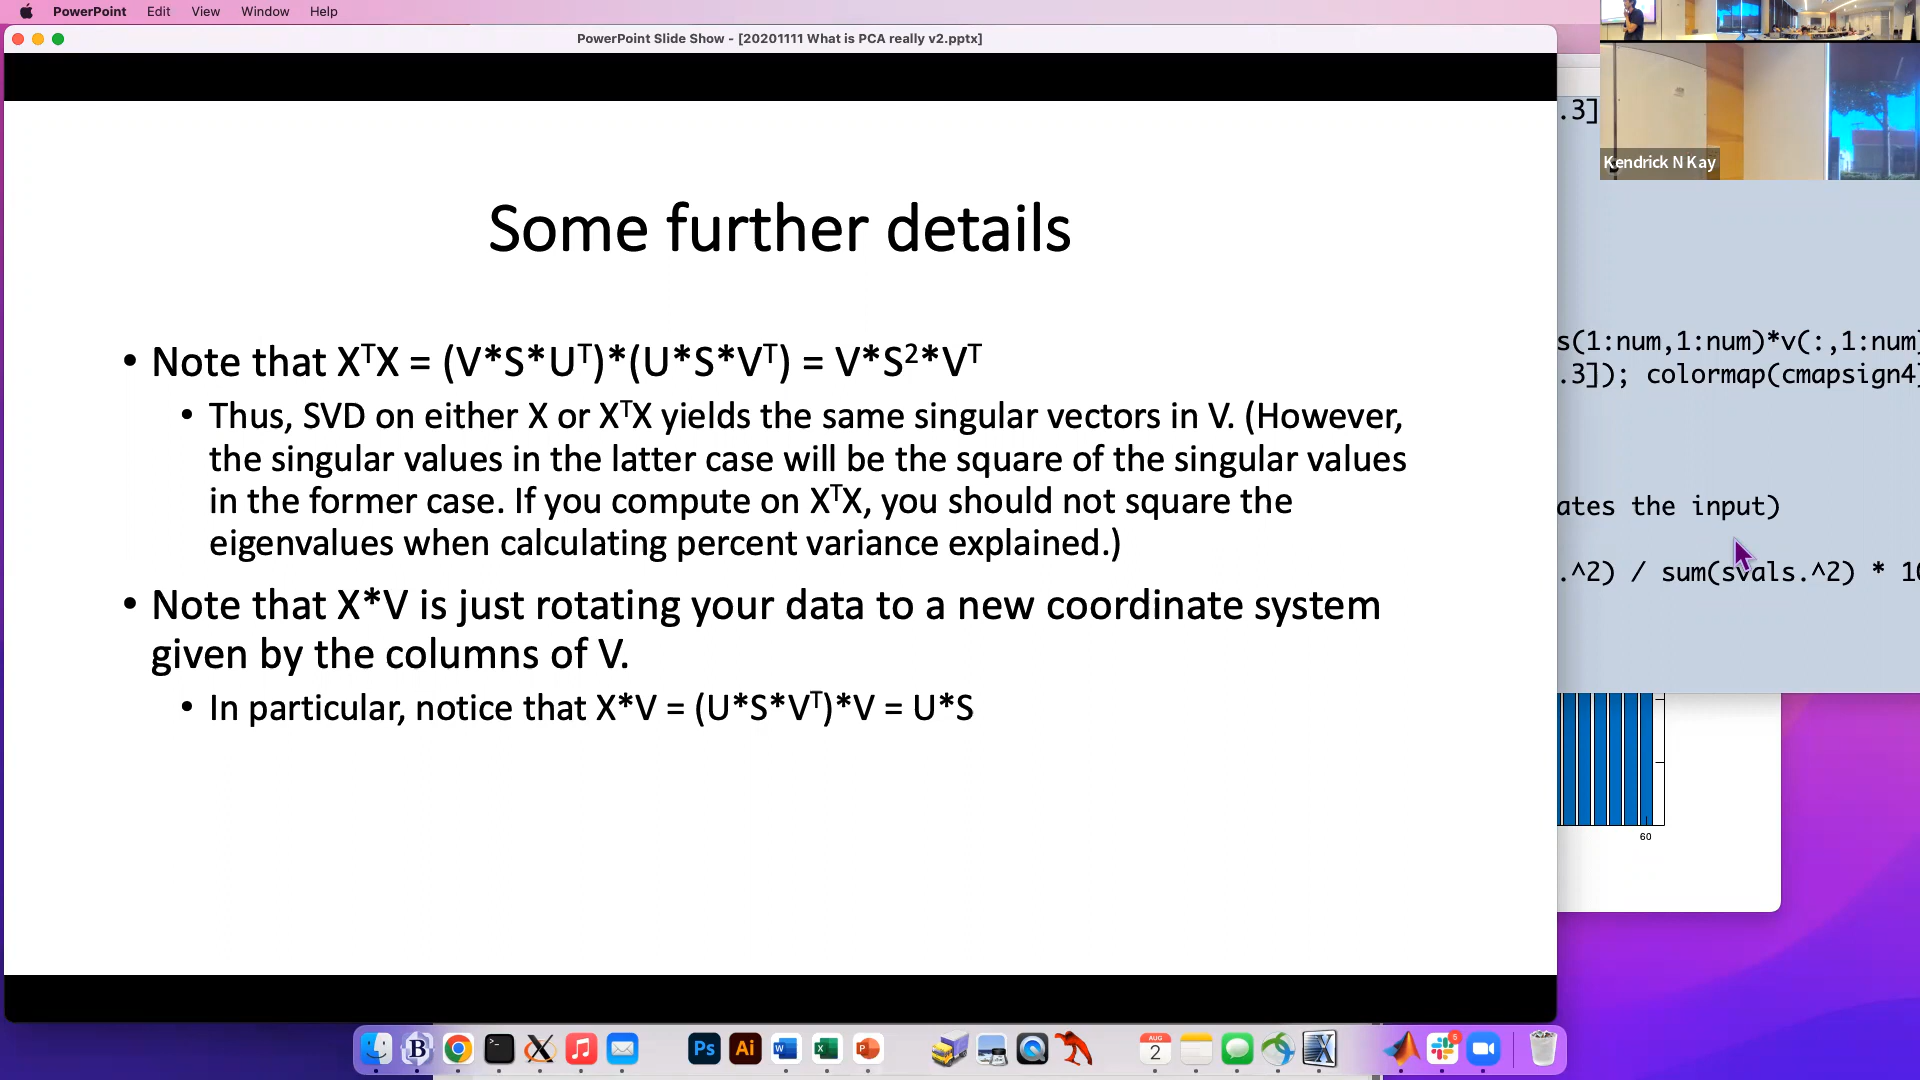 PowerPoint Edit View Window Help
PowerPoint Slide Show - [20201111 What is PCA really v2.pptx]
.3]
Kendrick N Kay
Some further details
• Note that XᵀX = (V*S*Uᵀ)*(U*S*Vᵀ) = V*S²*Vᵀ
• Thus, SVD on either X or XᵀX yields the same singular vectors in V. (However,
the singular values in the latter case will be the square of the singular values
in the former case. If you compute on XᵀX, you should not square the
eigenvalues when calculating percent variance explained.)
• Note that X*V is just rotating your data to a new coordinate system
given by the columns of V.
• In particular, notice that X*V = (U*S*Vᵀ)*V = U*S
s(1:num,1:num)*v(:,1:num)
.3]); colormap(cmapsign4)
ates the input)
.^2) / sum(svals.^2) * 10
60
B
Ps
Ai
W
X
P
AUG
2
X